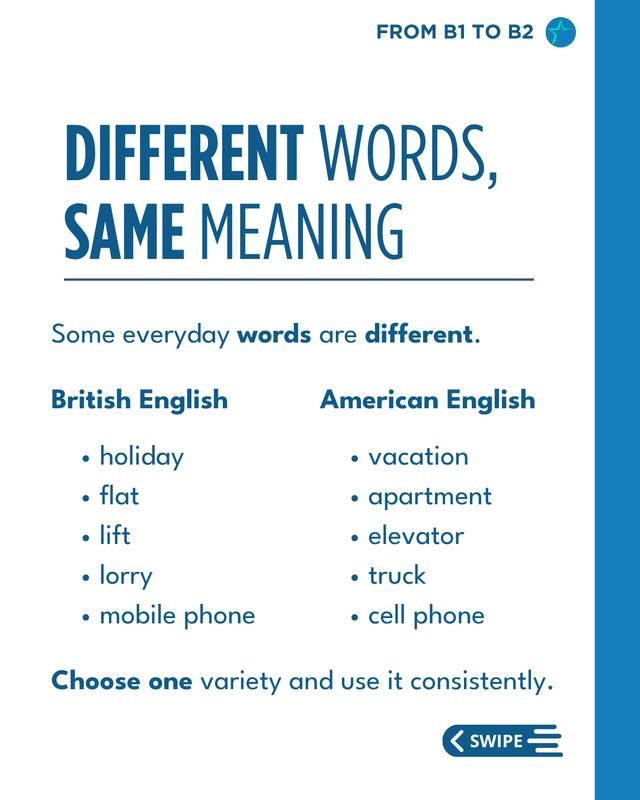 FROM B1 TO B2
DIFFERENT WORDS,
SAME MEANING
Some everyday words are different.
British English
• holiday
• flat
• lift
• lorry
• mobile phone
American English
• vacation
• apartment
• elevator
• truck
• cell phone
Choose one variety and use it consistently.
SWIPE